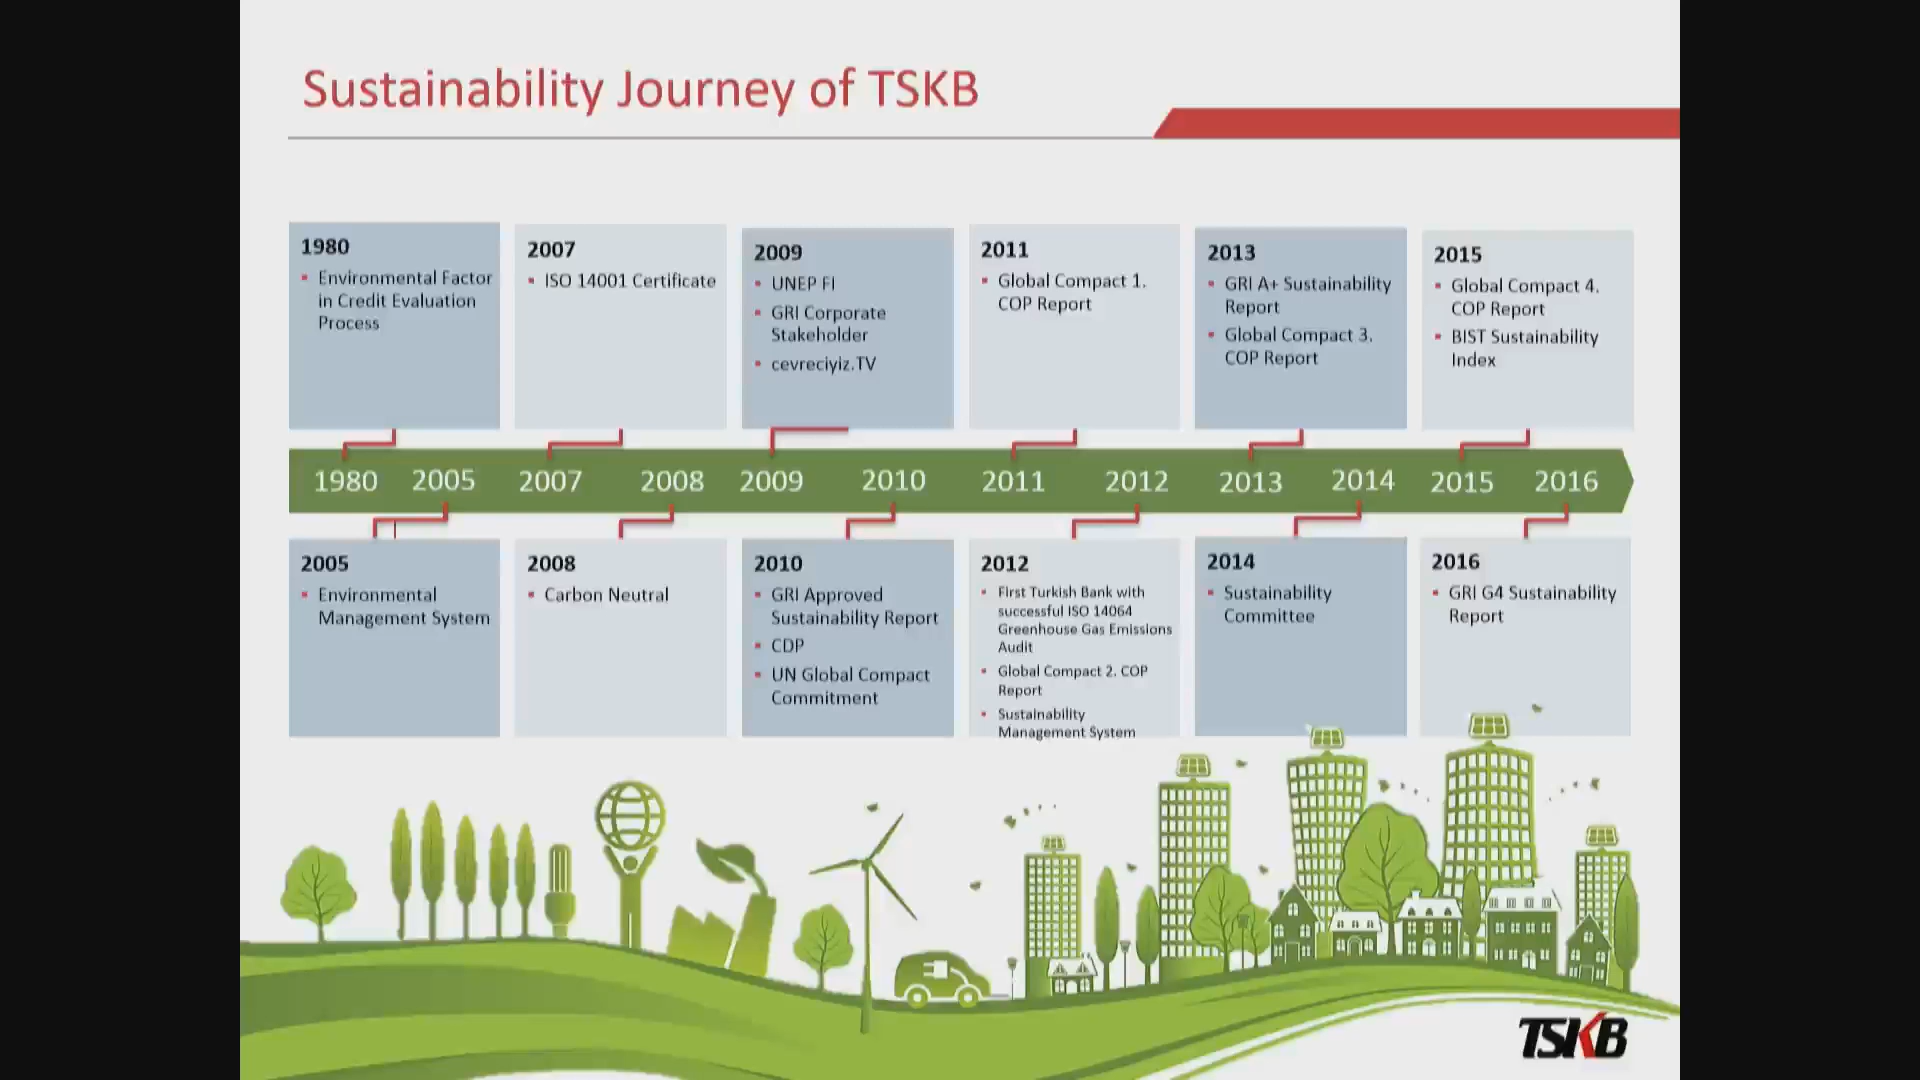 Sustainability Journey of TSKB
1980
▪ Environmental Factor
in Credit Evaluation
Process
2007
▪ ISO 14001 Certificate
2009
▪ UNEP FI
▪ GRI Corporate
Stakeholder
▪ cevreciyiz.TV
2011
▪ Global Compact 1.
COP Report
2013
▪ GRI A+ Sustainability
Report
▪ Global Compact 3.
COP Report
2015
▪ Global Compact 4.
COP Report
▪ BIST Sustainability
Index
1980 2005 2007 2008 2009 2010 2011 2012 2013 2014 2015 2016
2005
▪ Environmental
Management System
2008
▪ Carbon Neutral
2010
▪ GRI Approved
Sustainability Report
▪ CDP
▪ UN Global Compact
Commitment
2012
▪ First Turkish Bank with
successful ISO 14064
Greenhouse Gas Emissions
Audit
▪ Global Compact 2. COP
Report
▪ Sustainability
Management System
2014
▪ Sustainability
Committee
2016
▪ GRI G4 Sustainability
Report
TSKB